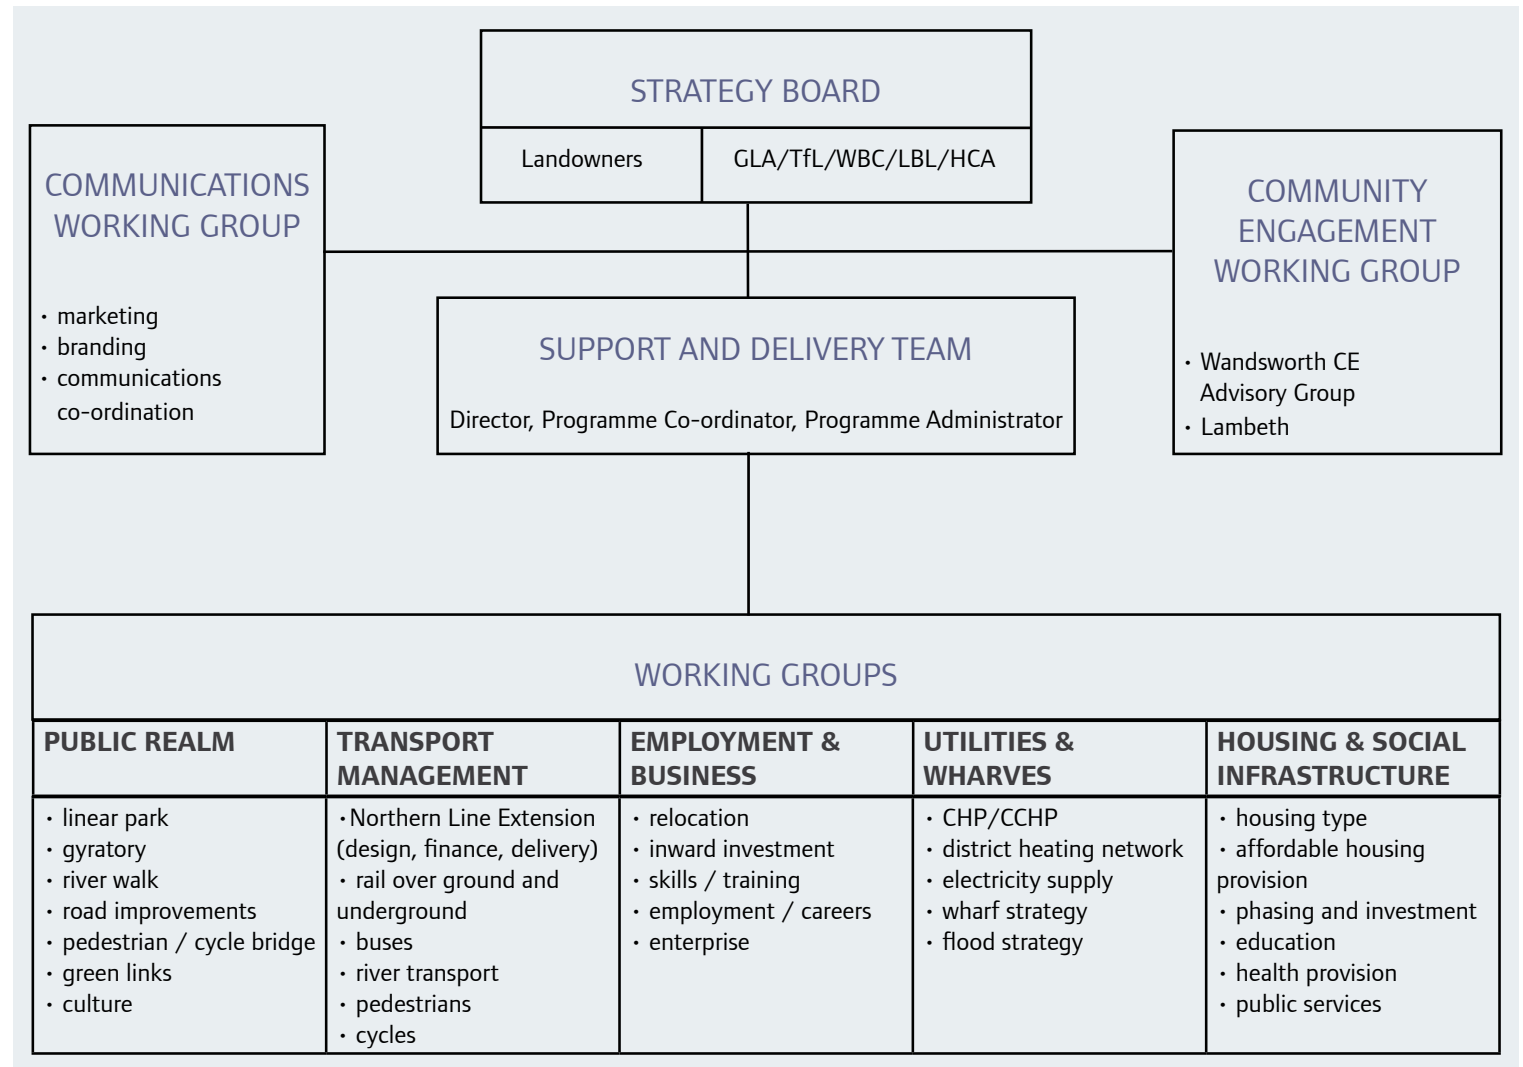 STRATEGY BOARD
Landowners
GLA/TfL/WBC/LBL/HCA
COMMUNICATIONS
WORKING GROUP
• marketing
• branding
• communications
co-ordination
COMMUNITY
ENGAGEMENT
WORKING GROUP
• Wandsworth CE
Advisory Group
• Lambeth
SUPPORT AND DELIVERY TEAM
Director, Programme Co-ordinator, Programme Administrator
WORKING GROUPS
PUBLIC REALM
• linear park
• gyratory
• river walk
• road improvements
• pedestrian / cycle bridge
• green links
• culture
TRANSPORT
MANAGEMENT
•Northern Line Extension
(design, finance, delivery)
• rail over ground and
underground
• buses
• river transport
• pedestrians
• cycles
EMPLOYMENT &
BUSINESS
• relocation
• inward investment
• skills / training
• employment / careers
• enterprise
UTILITIES &
WHARVES
• CHP/CCHP
• district heating network
• electricity supply
• wharf strategy
• flood strategy
HOUSING & SOCIAL
INFRASTRUCTURE
• housing type
• affordable housing
provision
• phasing and investment
• education
• health provision
• public services